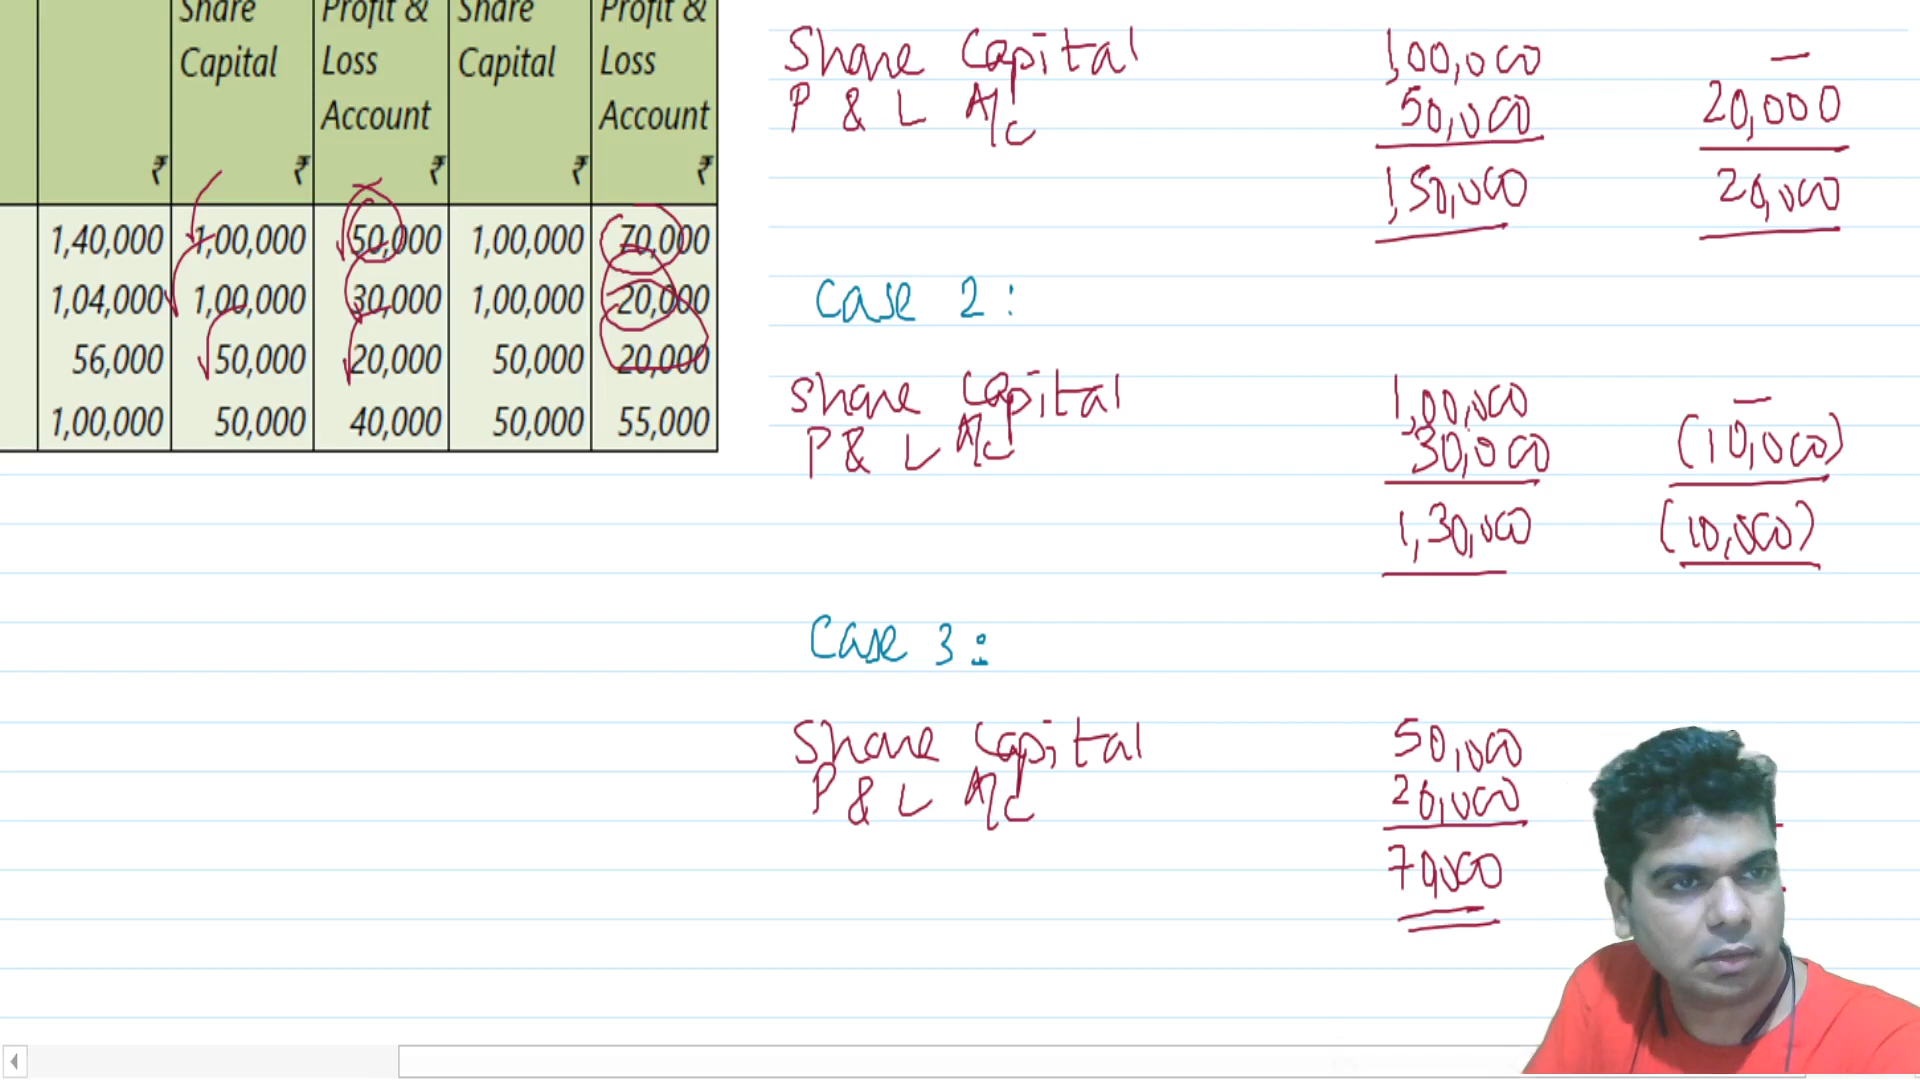 Share Profit & Share Profit &
Capital Loss Capital Loss
Account Account
₹ ₹ ₹ ₹ ₹
1,40,000 1,00,000 50,000 1,00,000 70,000
1,04,000 1,00,000 30,000 1,00,000 20,000
56,000 50,000 20,000 50,000 20,000
1,00,000 50,000 40,000 50,000 55,000
Share Capital 1,00,000 —
P & L A/c 50,000 20,000
1,50,000 20,000
Case 2:
Share Capital 1,00,000 —
P & L A/c 30,000 (10,000)
1,30,000 (10,000)
Case 3:
Share Capital 50,000
P & L A/c 20,000
70,000